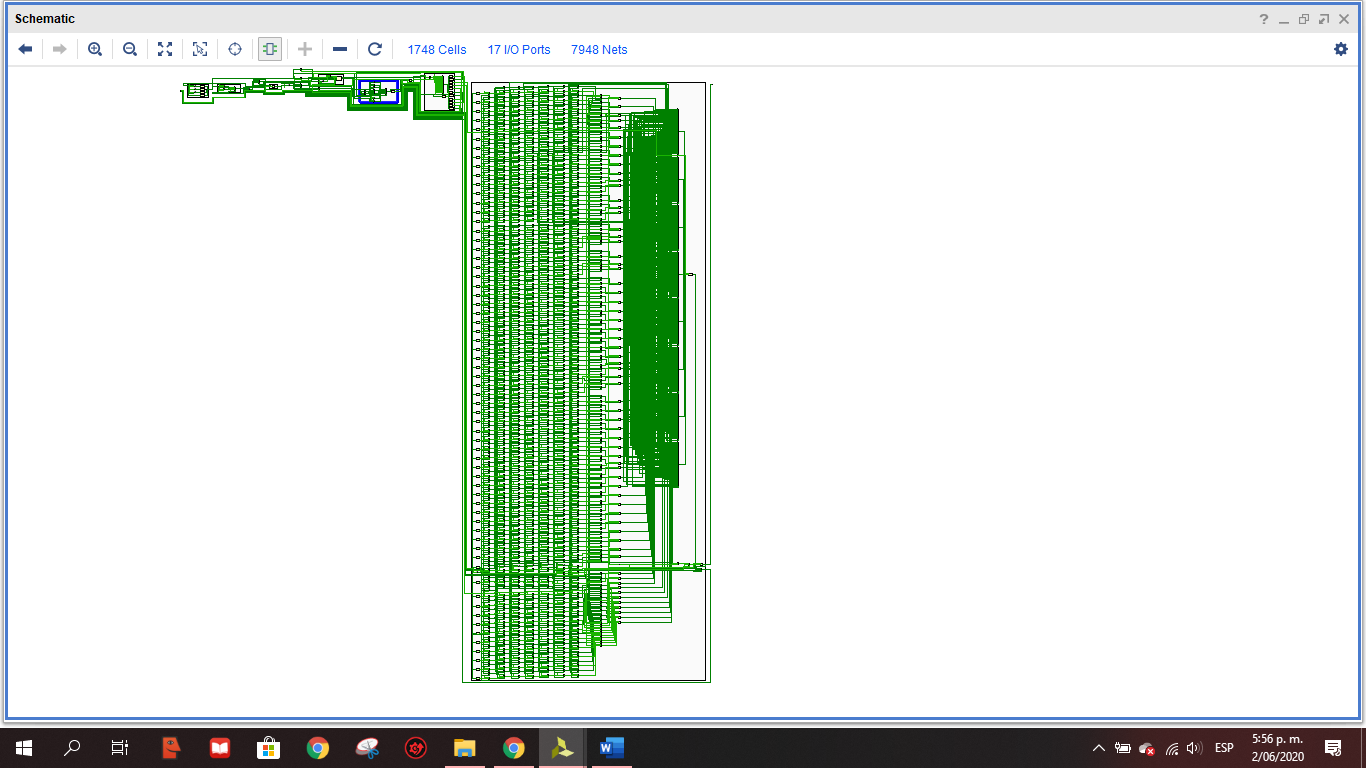 Schematic
1748 Cells 17 I/O Ports 7948 Nets
ESP
5:56 p. m.
2/06/2020